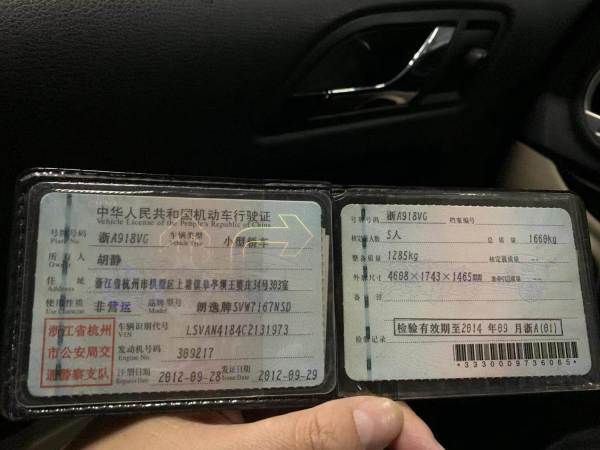 中华人民共和国机动车行驶证
Vehicle License of the People's Republic of China
号牌号码 浙A918VG 车辆类型 小型轿车
Plate No. Vehicle Type
所有人 胡静
Owner
住址
Address
使用性质 非营运 品牌型号 朗逸牌SVW7167NSD
Use Character Model
浙江省杭州
市公安局交
通警察支队
车辆识别代号 LSVAN4184C2131973
VIN
发动机号码 309217
Engine No.
注册日期 2012-09-28 发证日期 2012-09-29
Register Date Issue Date
号牌号码 浙A918VG 档案编号
核定载人数 5人 总质量 1660kg
整备质量 1285kg 核定载质量
外廓尺寸 4608×1743×1465mm 准牵引总质量
备注
检验有效期至2014年09月浙A(01)
检验记录
*3330009736065*